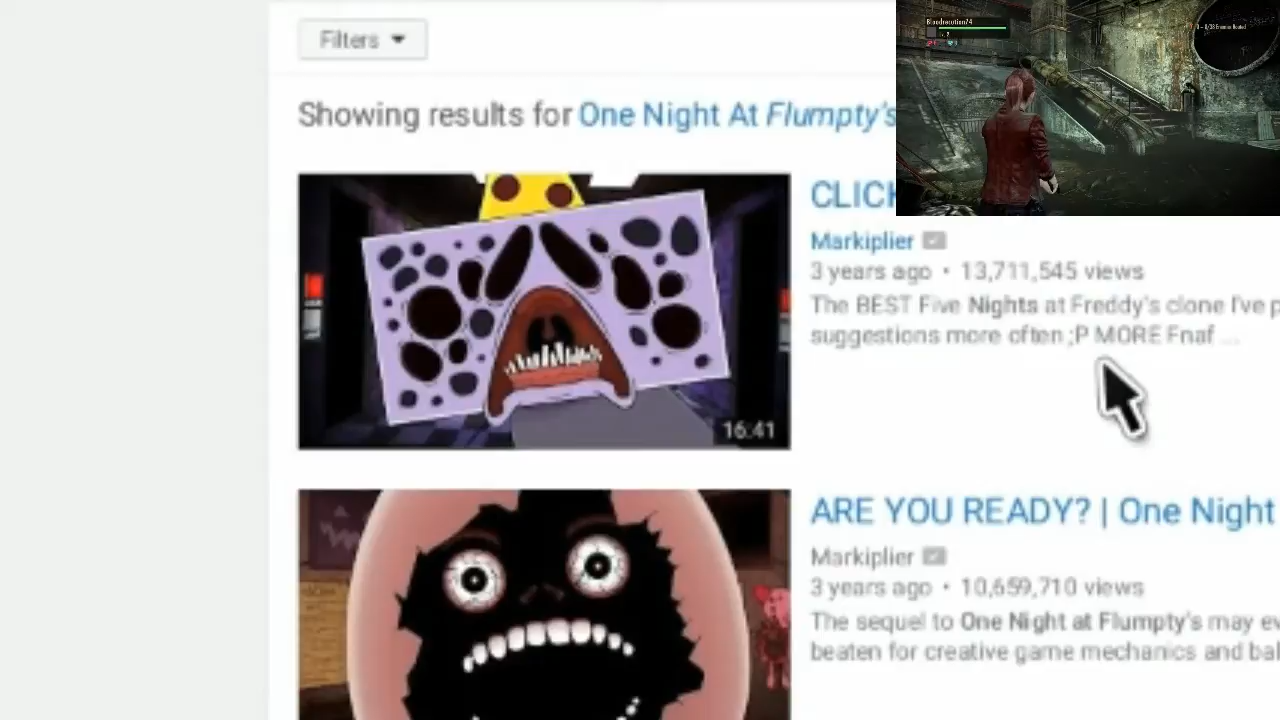 Filters
Showing results for One Night At Flumpty's
CLICK
Markiplier
3 years ago • 13,711,545 views
The BEST Five Nights at Freddy's clone I've p
suggestions more often ;P MORE Fnaf ...
16:41
ARE YOU READY? | One Night
Markiplier
3 years ago • 10,659,710 views
The sequel to One Night at Flumpty's may ev
beaten for creative game mechanics and bal